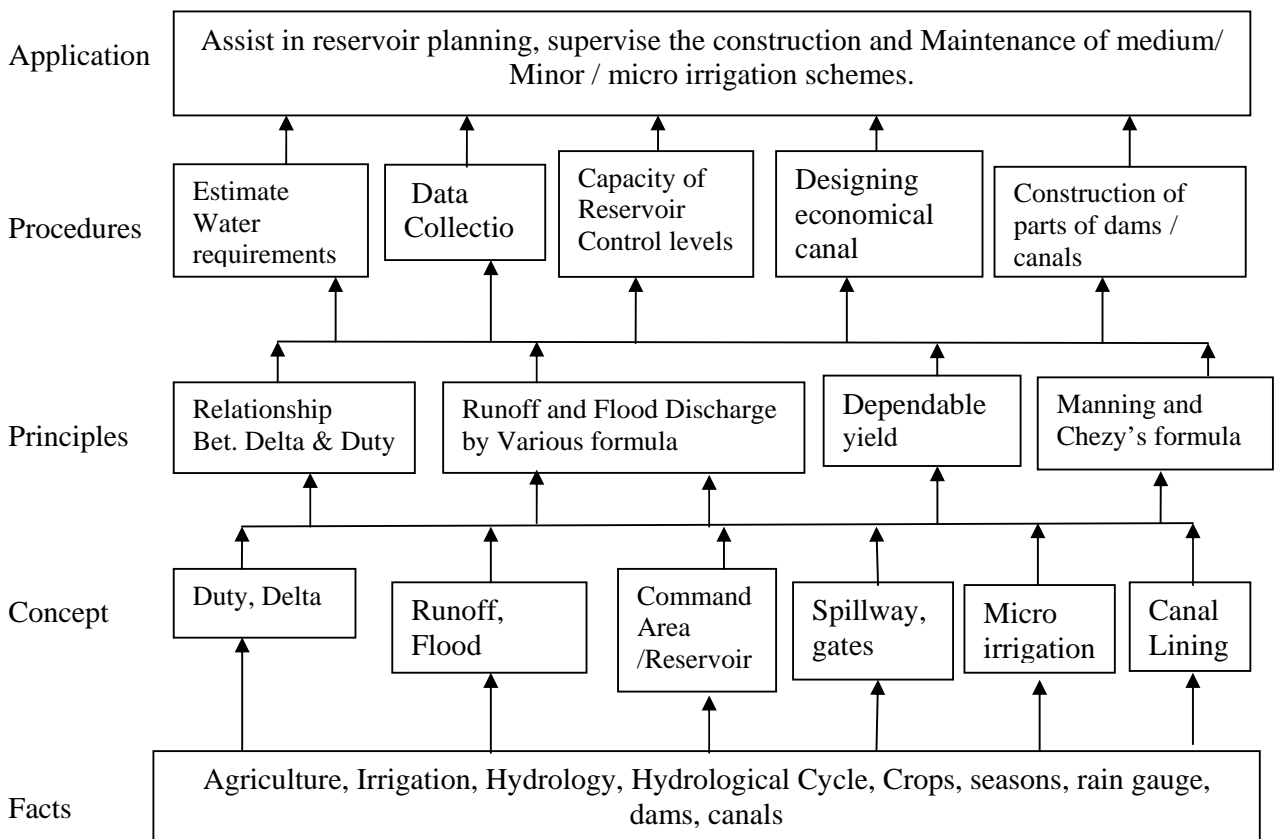 Application
Assist in reservoir planning, supervise the construction and Maintenance of medium/
Minor / micro irrigation schemes.
Procedures
Estimate
Water
requirements
Data
Collectio
Capacity of
Reservoir
Control levels
Designing
economical
canal
Construction of
parts of dams /
canals
Principles
Relationship
Bet. Delta & Duty
Runoff and Flood Discharge
by Various formula
Dependable
yield
Manning and
Chezy’s formula
Concept
Duty, Delta
Runoff,
Flood
Command
Area
/Reservoir
Spillway,
gates
Micro
irrigation
Canal
Lining
Facts
Agriculture, Irrigation, Hydrology, Hydrological Cycle, Crops, seasons, rain gauge,
dams, canals